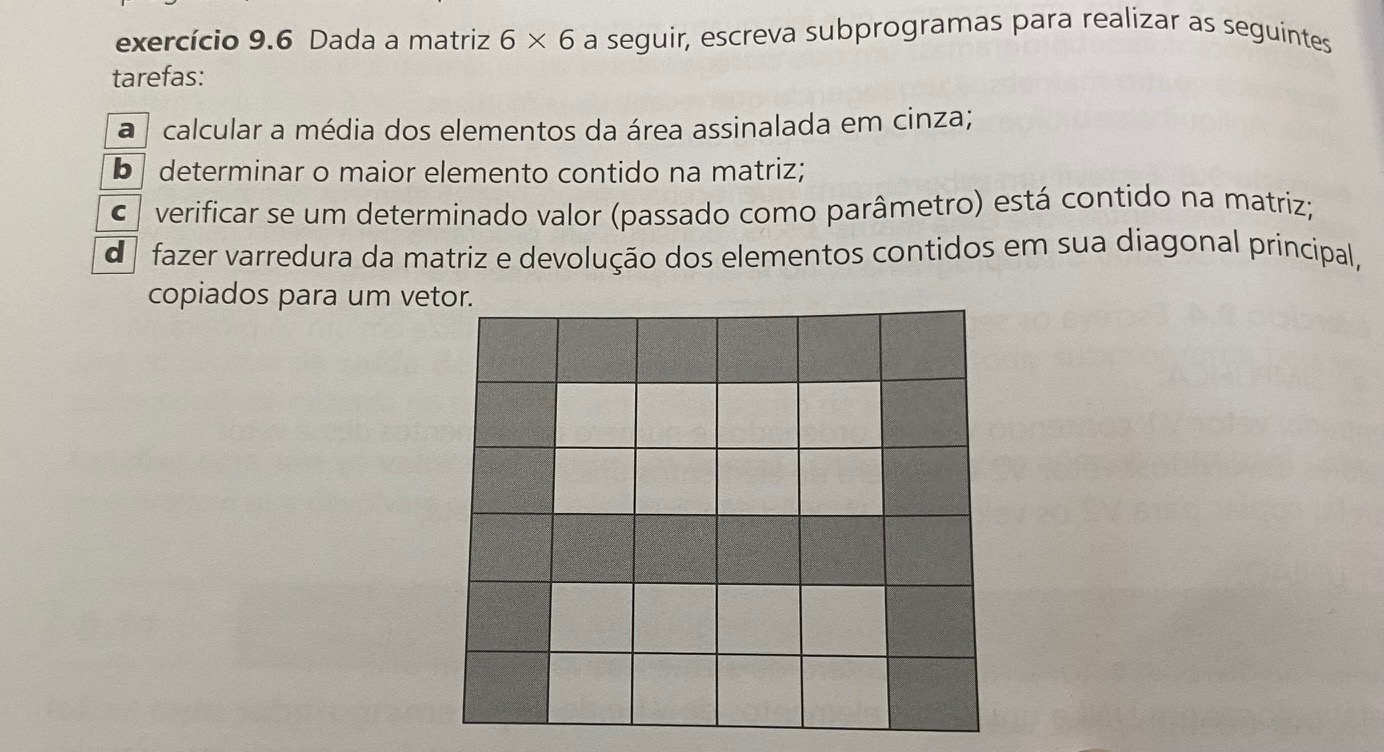 exercício 9.6 Dada a matriz 6 × 6 a seguir, escreva subprogramas para realizar as seguintes
tarefas:
a calcular a média dos elementos da área assinalada em cinza;
b determinar o maior elemento contido na matriz;
c verificar se um determinado valor (passado como parâmetro) está contido na matriz;
d fazer varredura da matriz e devolução dos elementos contidos em sua diagonal principal,
copiados para um vetor.